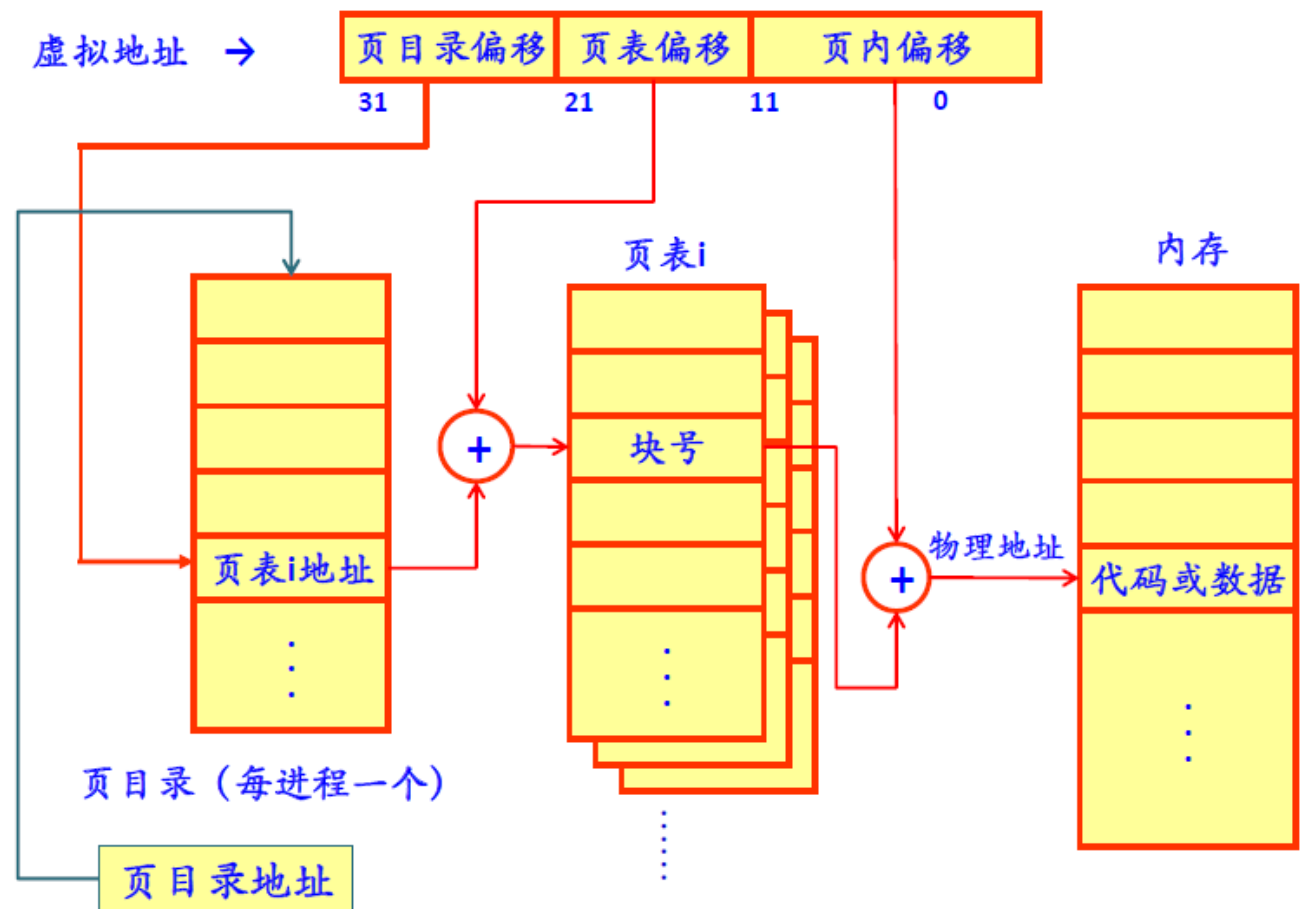 虚拟地址 → 页目录偏移 页表偏移 页内偏移
31 21 11 0
页表i
内存
块号
+
页表i地址
+
物理地址
代码或数据
页目录（每进程一个）
页目录地址